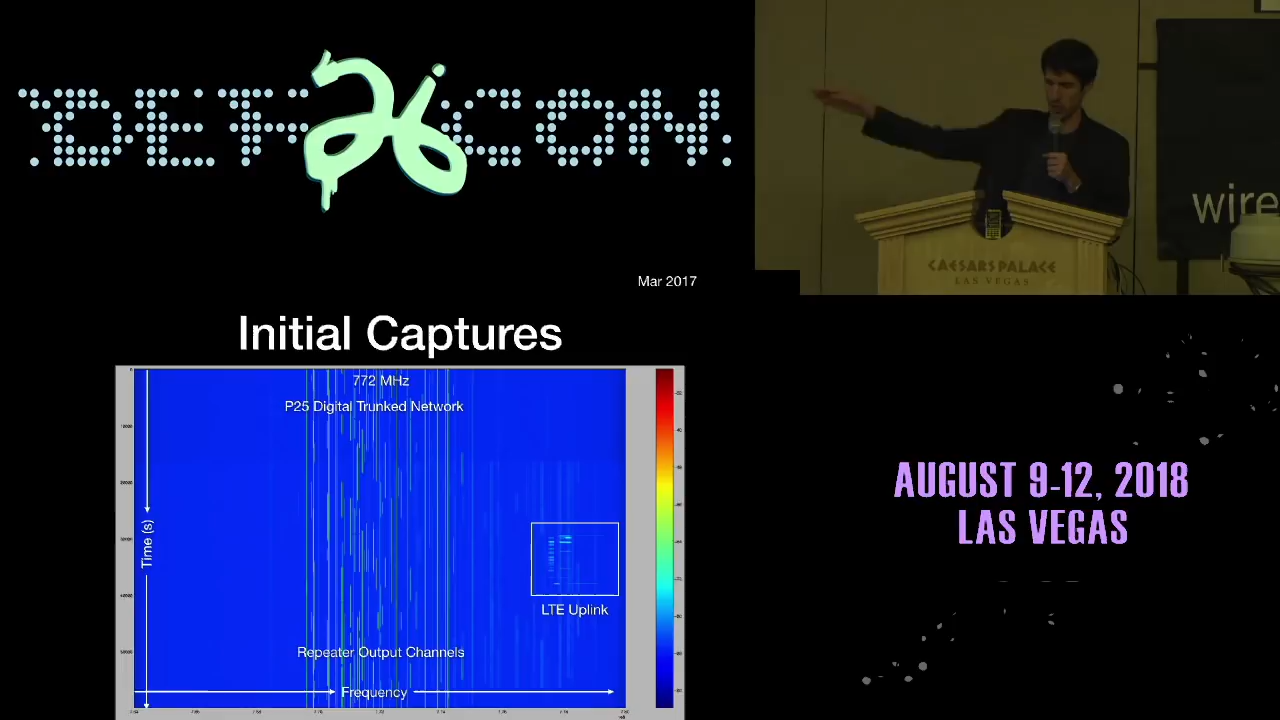 DEF 26 CON
wire
CAESARS PALACE
LAS VEGAS
Mar 2017
Initial Captures
772 MHz
P25 Digital Trunked Network
Time (s)
LTE Uplink
Repeater Output Channels
Frequency
AUGUST 9-12, 2018
LAS VEGAS